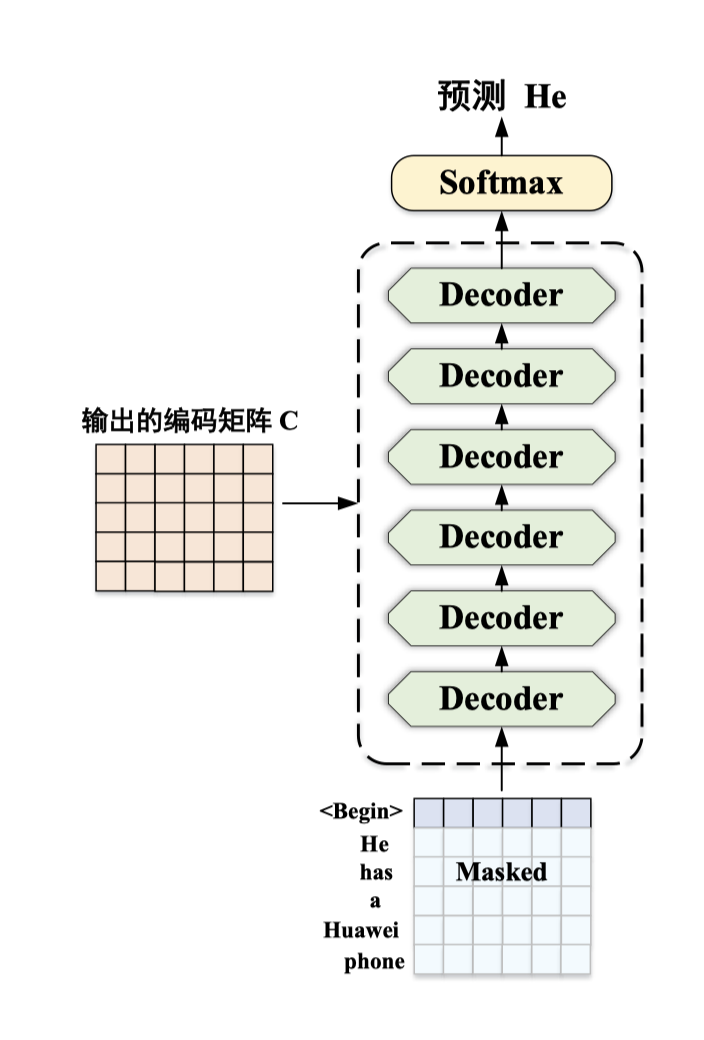 预测 He
Softmax
Decoder
Decoder
Decoder
输出的编码矩阵 C
Decoder
Decoder
Decoder
<Begin>
He
has
Masked
a
Huawei
phone